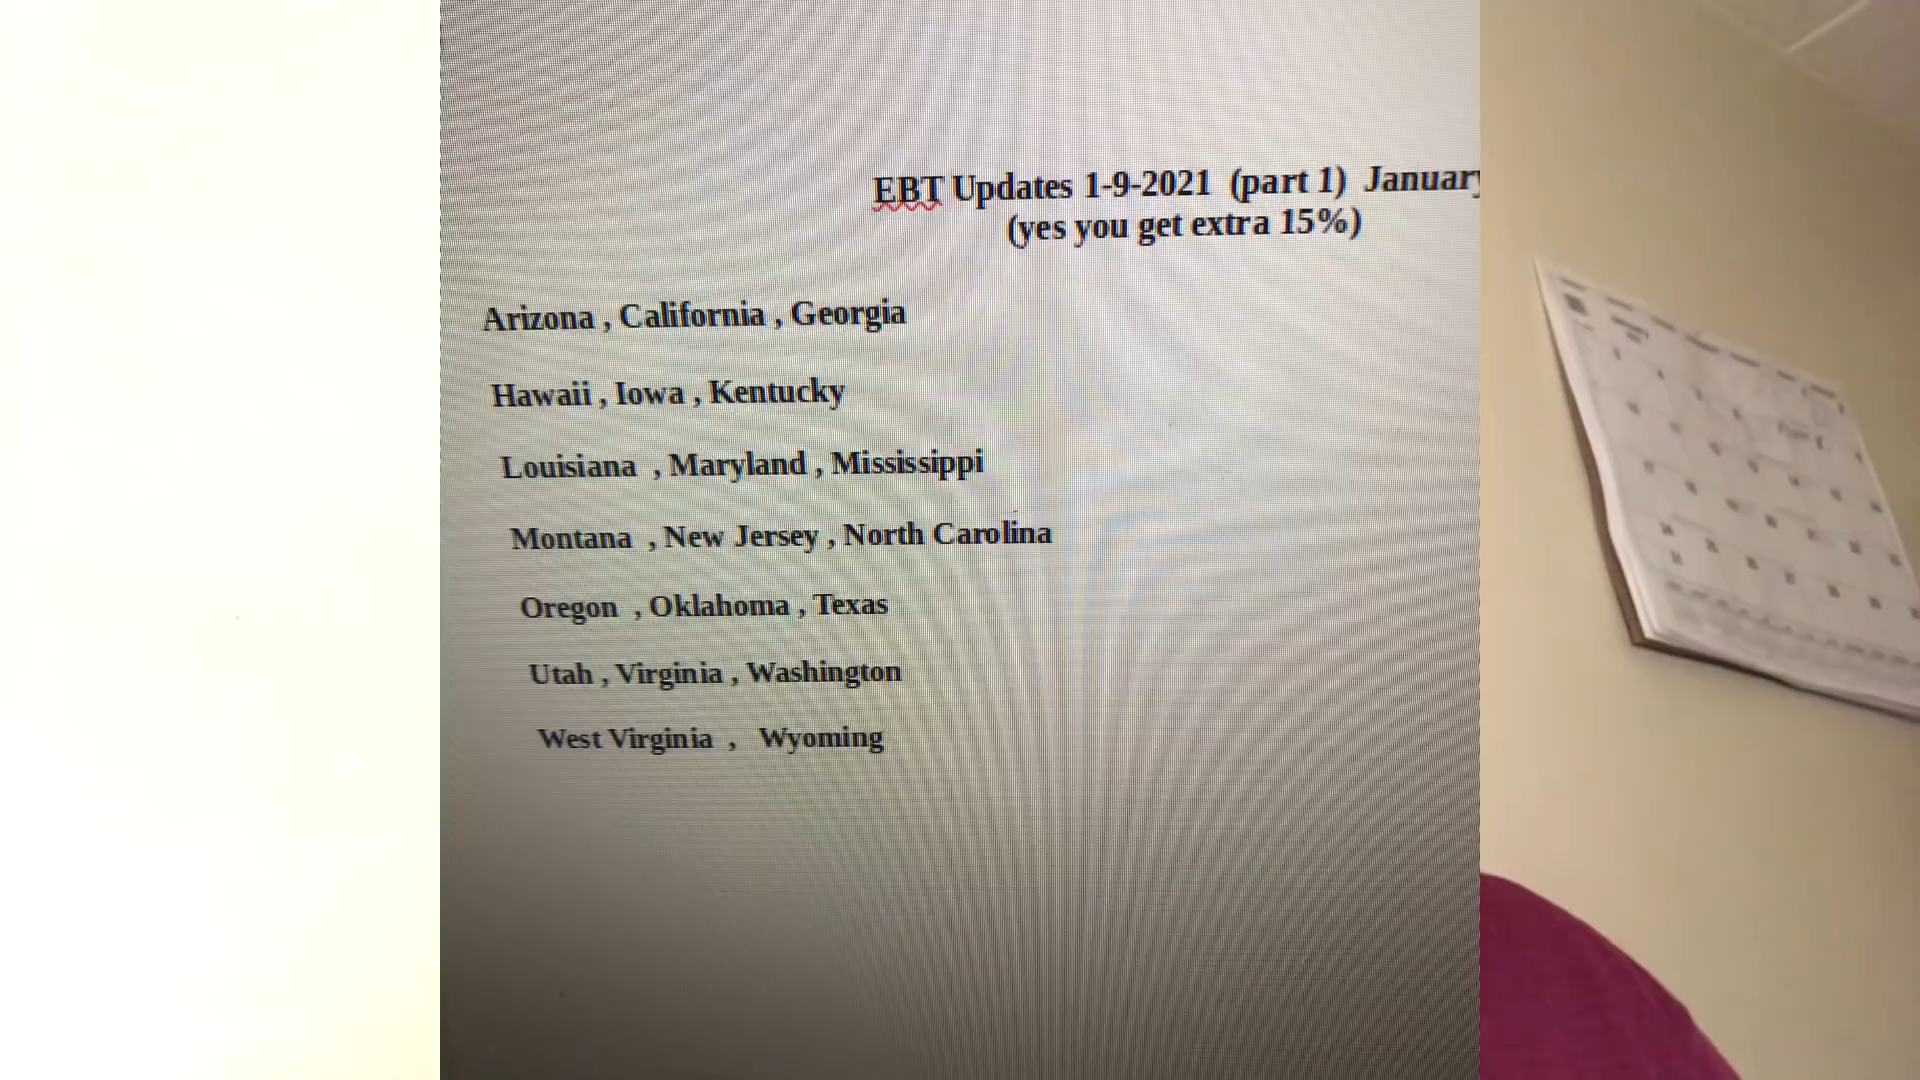 EBT Updates 1-9-2021 (part 1) January
(yes you get extra 15%)
Arizona , California , Georgia
Hawaii , Iowa , Kentucky
Louisiana , Maryland , Mississippi
Montana , New Jersey , North Carolina
Oregon , Oklahoma , Texas
Utah , Virginia , Washington
West Virginia , Wyoming